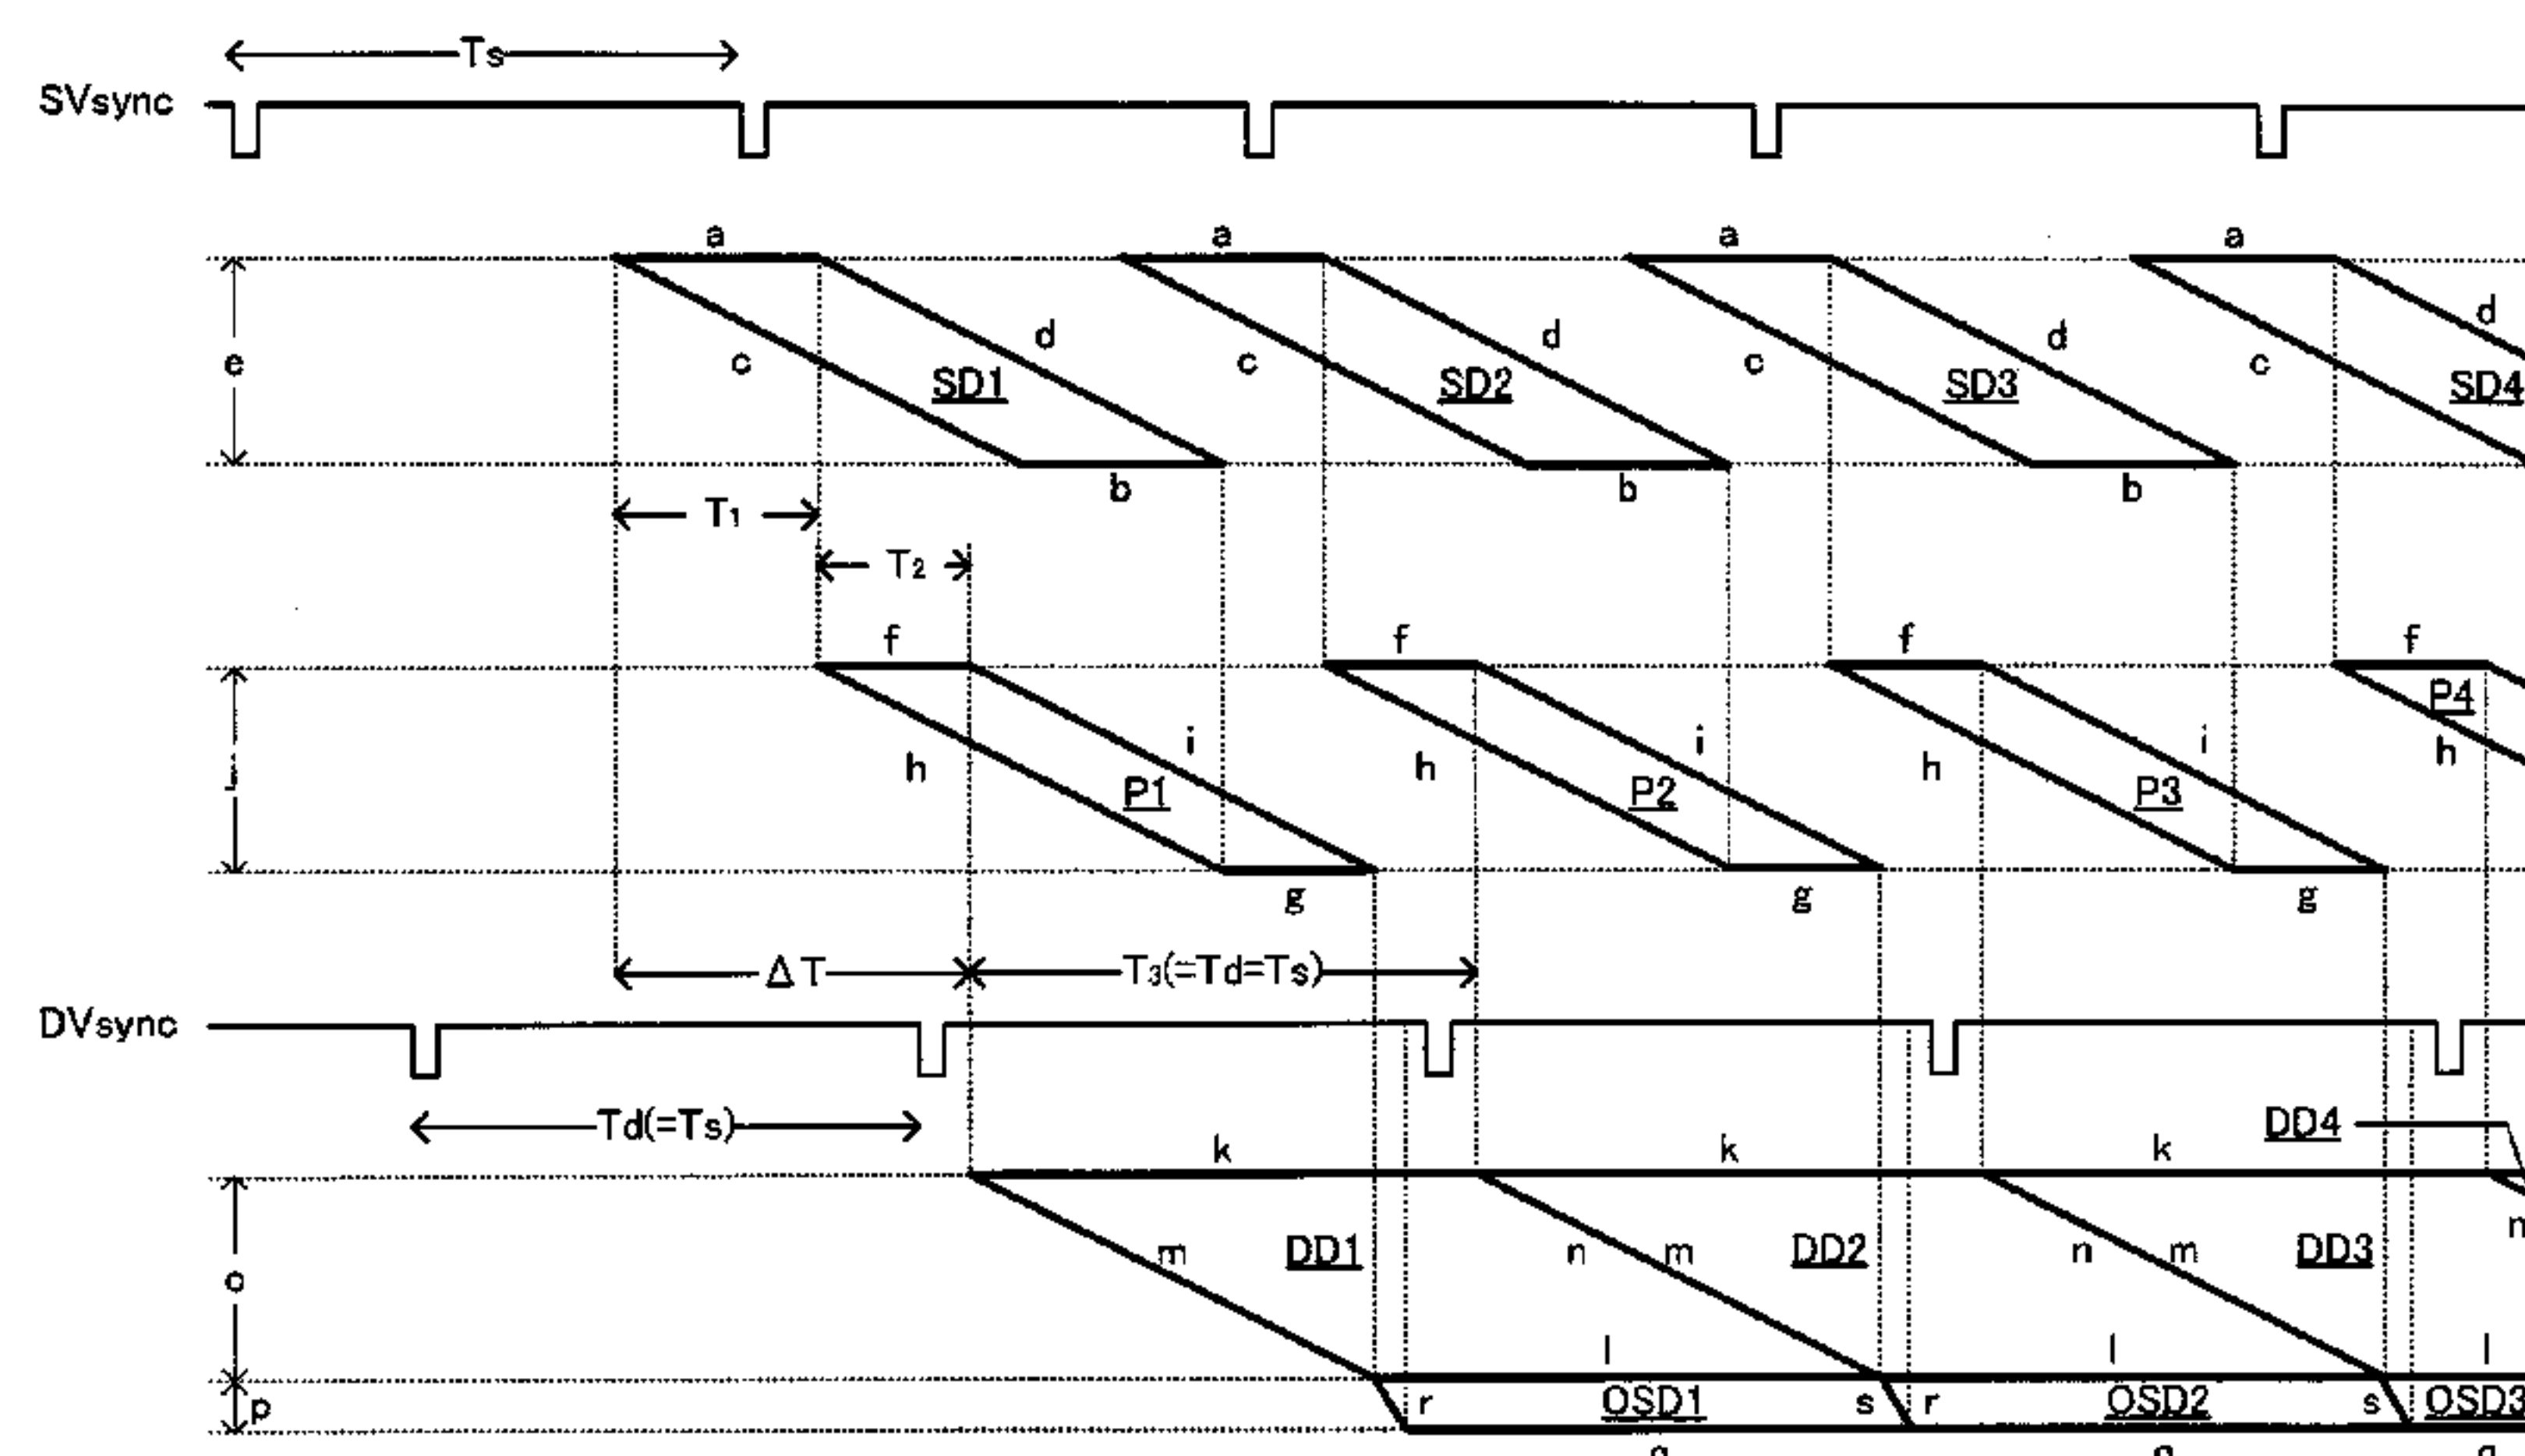 Ts
SVsync
a a a a
d d d d
e c c c c
SD1 SD2 SD3 SD4
b b b
T1
T2
f f f f
P4
i i i
h h h h
j
P1 P2 P3
g g g
ΔT T3(=Td=Ts)
DVsync
Td(=Ts) DD4
k k k
m DD1 n m DD2 n m DD3
o
l l l
p r OSD1 s r OSD2 s OSD3